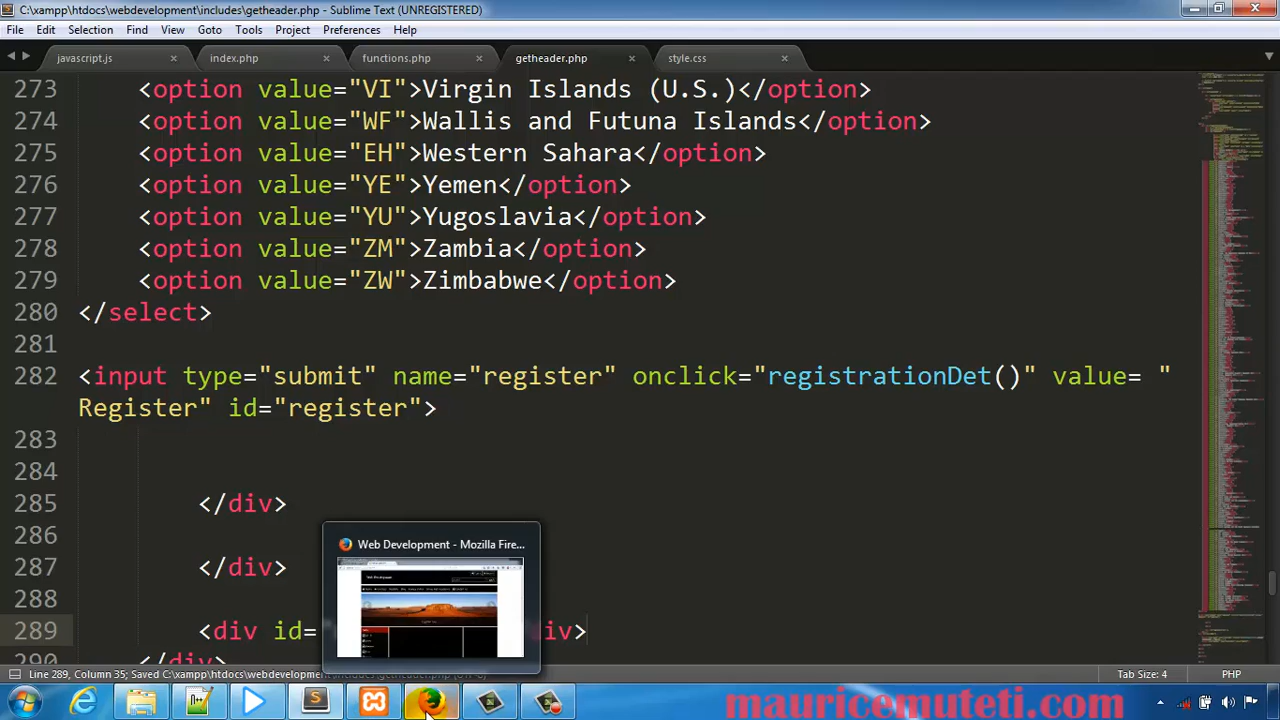 C:\xampp\htdocs\webdevelopment\includes\getheader.php - Sublime Text (UNREGISTERED)
File Edit Selection Find View Goto Tools Project Preferences Help
javascript.js index.php functions.php getheader.php style.css
273 <option value="VI">Virgin Islands (U.S.)</option>
274 <option value="WF">Wallis and Futuna Islands</option>
275 <option value="EH">Western Sahara</option>
276 <option value="YE">Yemen</option>
277 <option value="YU">Yugoslavia</option>
278 <option value="ZM">Zambia</option>
279 <option value="ZW">Zimbabwe</option>
280 </select>
281
282 <input type="submit" name="register" onclick="registrationDet()" value= "
Register" id="register">
283
284
285 </div>
286
Web Development - Mozilla Fire...
287 </div>
288
289 <div id= iv>
290 </div>
Line 289, Column 35; Saved C:\xampp\htdocs\webdevelopment\includes\getheader.php Tab Size: 4 PHP
mauricemuteti.com